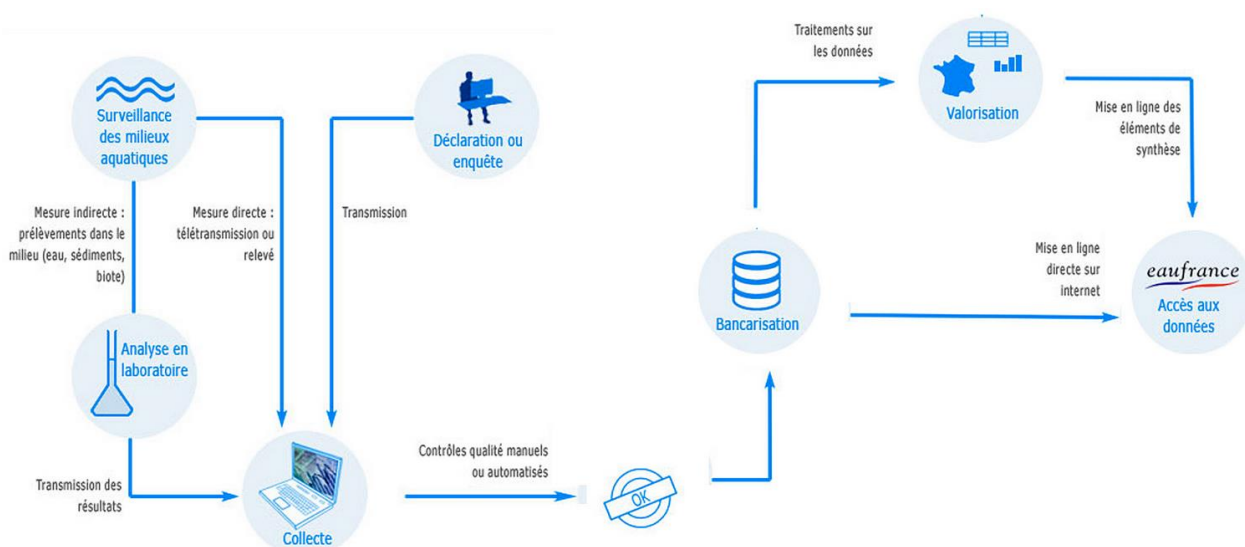 Surveillance
des milieux
aquatiques
Déclaration ou
enquête
Mesure indirecte :
prélèvements dans le
milieu (eau, sédiments,
biote)
Mesure directe :
télétransmission ou
relevé
Transmission
Analyse en
laboratoire
Transmission des
résultats
Collecte
Contrôles qualité manuels
ou automatisés
OK
Bancarisation
Traitements sur
les données
Valorisation
Mise en ligne des
éléments de
synthèse
Mise en ligne
directe sur
internet
eaufrance
Accès aux
données